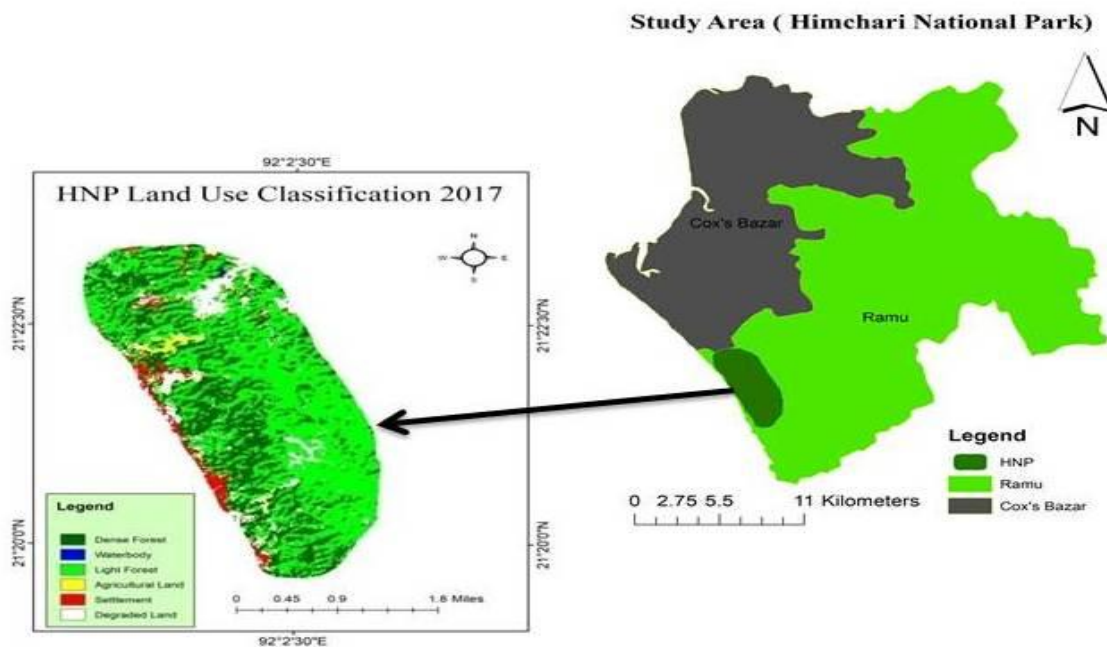 Study Area ( Himchari National Park)
N
92°2'30"E
HNP Land Use Classification 2017
N
W E
S
21°22'30"N
21°22'30"N
21°20'0"N
21°20'0"N
Legend
Dense Forest
Waterbody
Light Forest
Agricultural Land
Settlement
Degraded Land
0 0.45 0.9 1.8 Miles
92°2'30"E
Cox's Bazar
Ramu
Legend
HNP
Ramu
Cox's Bazar
0 2.75 5.5 11 Kilometers